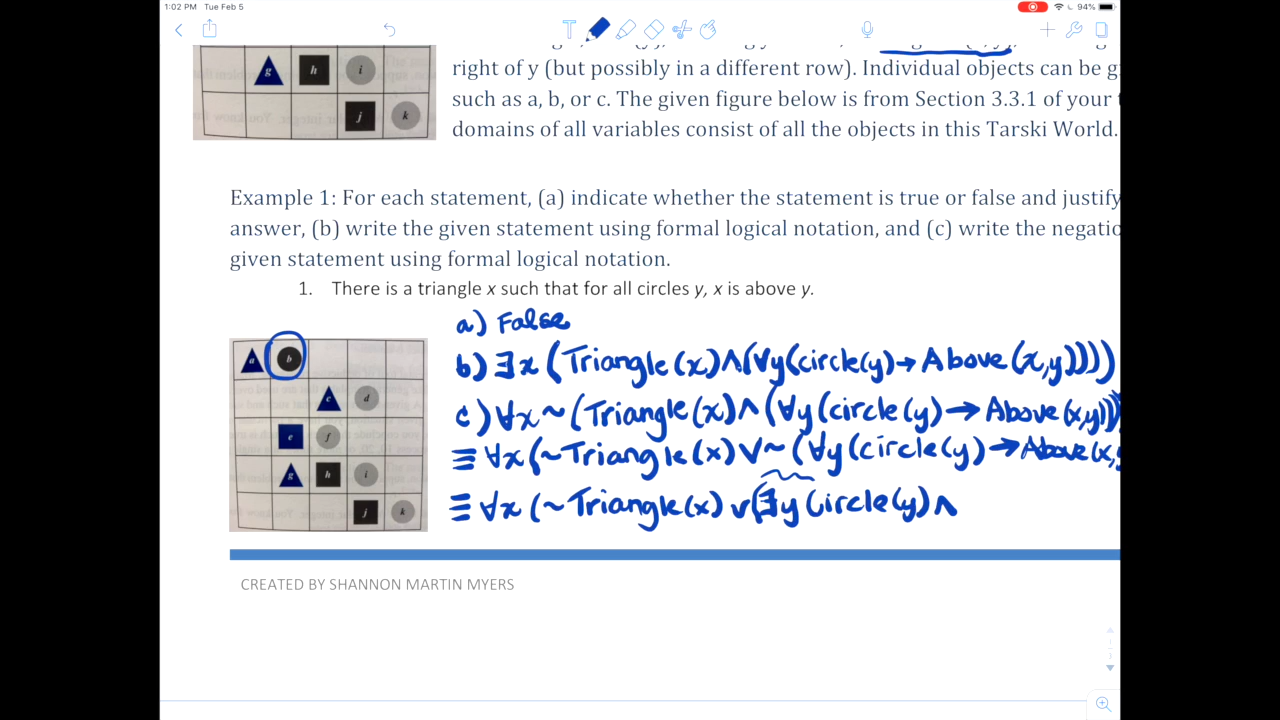 1:02 PM Tue Feb 5
94%
T
g h i
j k
right of y (but possibly in a different row). Individual objects can be g
such as a, b, or c. The given figure below is from Section 3.3.1 of your
domains of all variables consist of all the objects in this Tarski World.
Example 1: For each statement, (a) indicate whether the statement is true or false and justify
answer, (b) write the given statement using formal logical notation, and (c) write the negatio
given statement using formal logical notation.
1. There is a triangle x such that for all circles y, x is above y.
a b
c d
e f
g h i
j k
a) False
b) ∃x (Triangle(x)∧(∀y(circle(y)→Above(x,y))))
c) ∀x ~(Triangle(x)∧(∀y(circle(y)→Above(x,y)))
≡ ∀x(~Triangle(x) ∨~(∀y(circle(y)→Above(x,y
≡ ∀x (~Triangle(x) ∨(∃y Circle(y)∧
CREATED BY SHANNON MARTIN MYERS